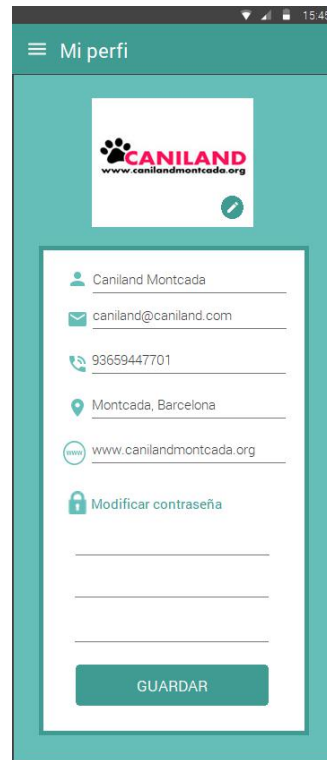 15:45
Mi perfi
CANILAND
www.canilandmontcada.org
Caniland Montcada
caniland@caniland.com
93659447701
Montcada, Barcelona
www
www.canilandmontcada.org
Modificar contraseña
GUARDAR